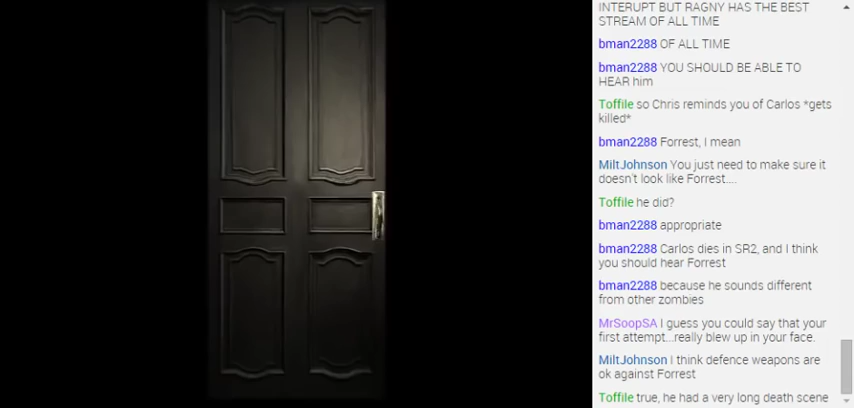 INTERUPT BUT RAGNY HAS THE BEST
STREAM OF ALL TIME
bman2288 OF ALL TIME
bman2288 YOU SHOULD BE ABLE TO
HEAR him
Toffile so Chris reminds you of Carlos *gets
killed*
bman2288 Forrest, I mean
MiltJohnson You just need to make sure it
doesn't look like Forrest....
Toffile he did?
bman2288 appropriate
bman2288 Carlos dies in SR2, and I think
you should hear Forrest
bman2288 because he sounds different
from other zombies
MrSoopSA I guess you could say that your
first attempt...really blew up in your face.
MiltJohnson I think defence weapons are
ok against Forrest
Toffile true, he had a very long death scene